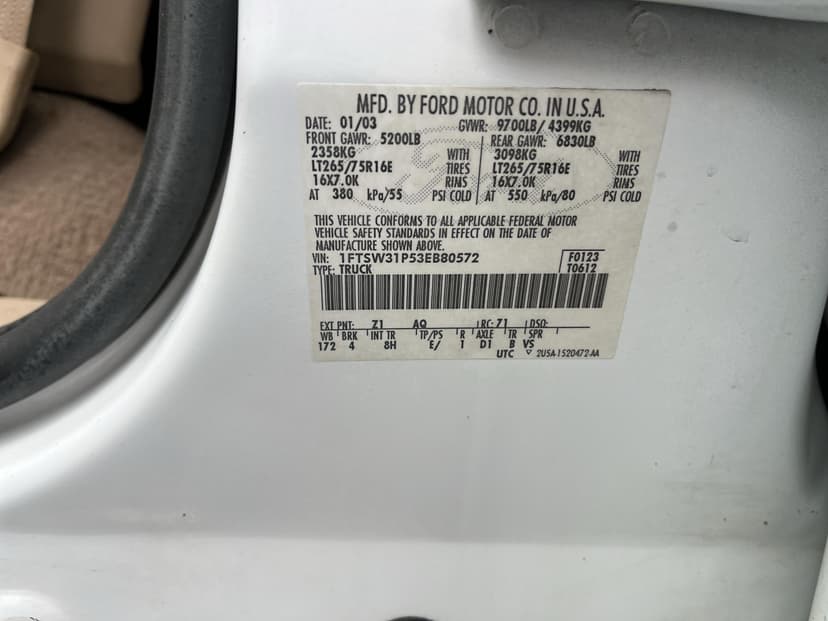 MFD. BY FORD MOTOR CO. IN U.S.A.
DATE: 01/03 GVWR: 9700LB/ 4399KG
FRONT GAWR: 5200LB REAR GAWR: 6830LB
2358KG WITH 3098KG WITH
LT265/75R16E TIRES LT265/75R16E TIRES
16X7.0K RIMS 16X7.0K RIMS
AT 380 kPa/55 PSI COLD AT 550 kPa/80 PSI COLD
THIS VEHICLE CONFORMS TO ALL APPLICABLE FEDERAL MOTOR
VEHICLE SAFETY STANDARDS IN EFFECT ON THE DATE OF
MANUFACTURE SHOWN ABOVE.
VIN: 1FTSW31P53EB80572 F0123
TYPE: TRUCK T0612
EXT PNT: Z1 AQ RC: 71 DSO:
WB BRK INT TR TP/PS R AXLE TR SPR
172 4 8H E/ 1 D1 B VS
UTC 2U5A-1520472-AA